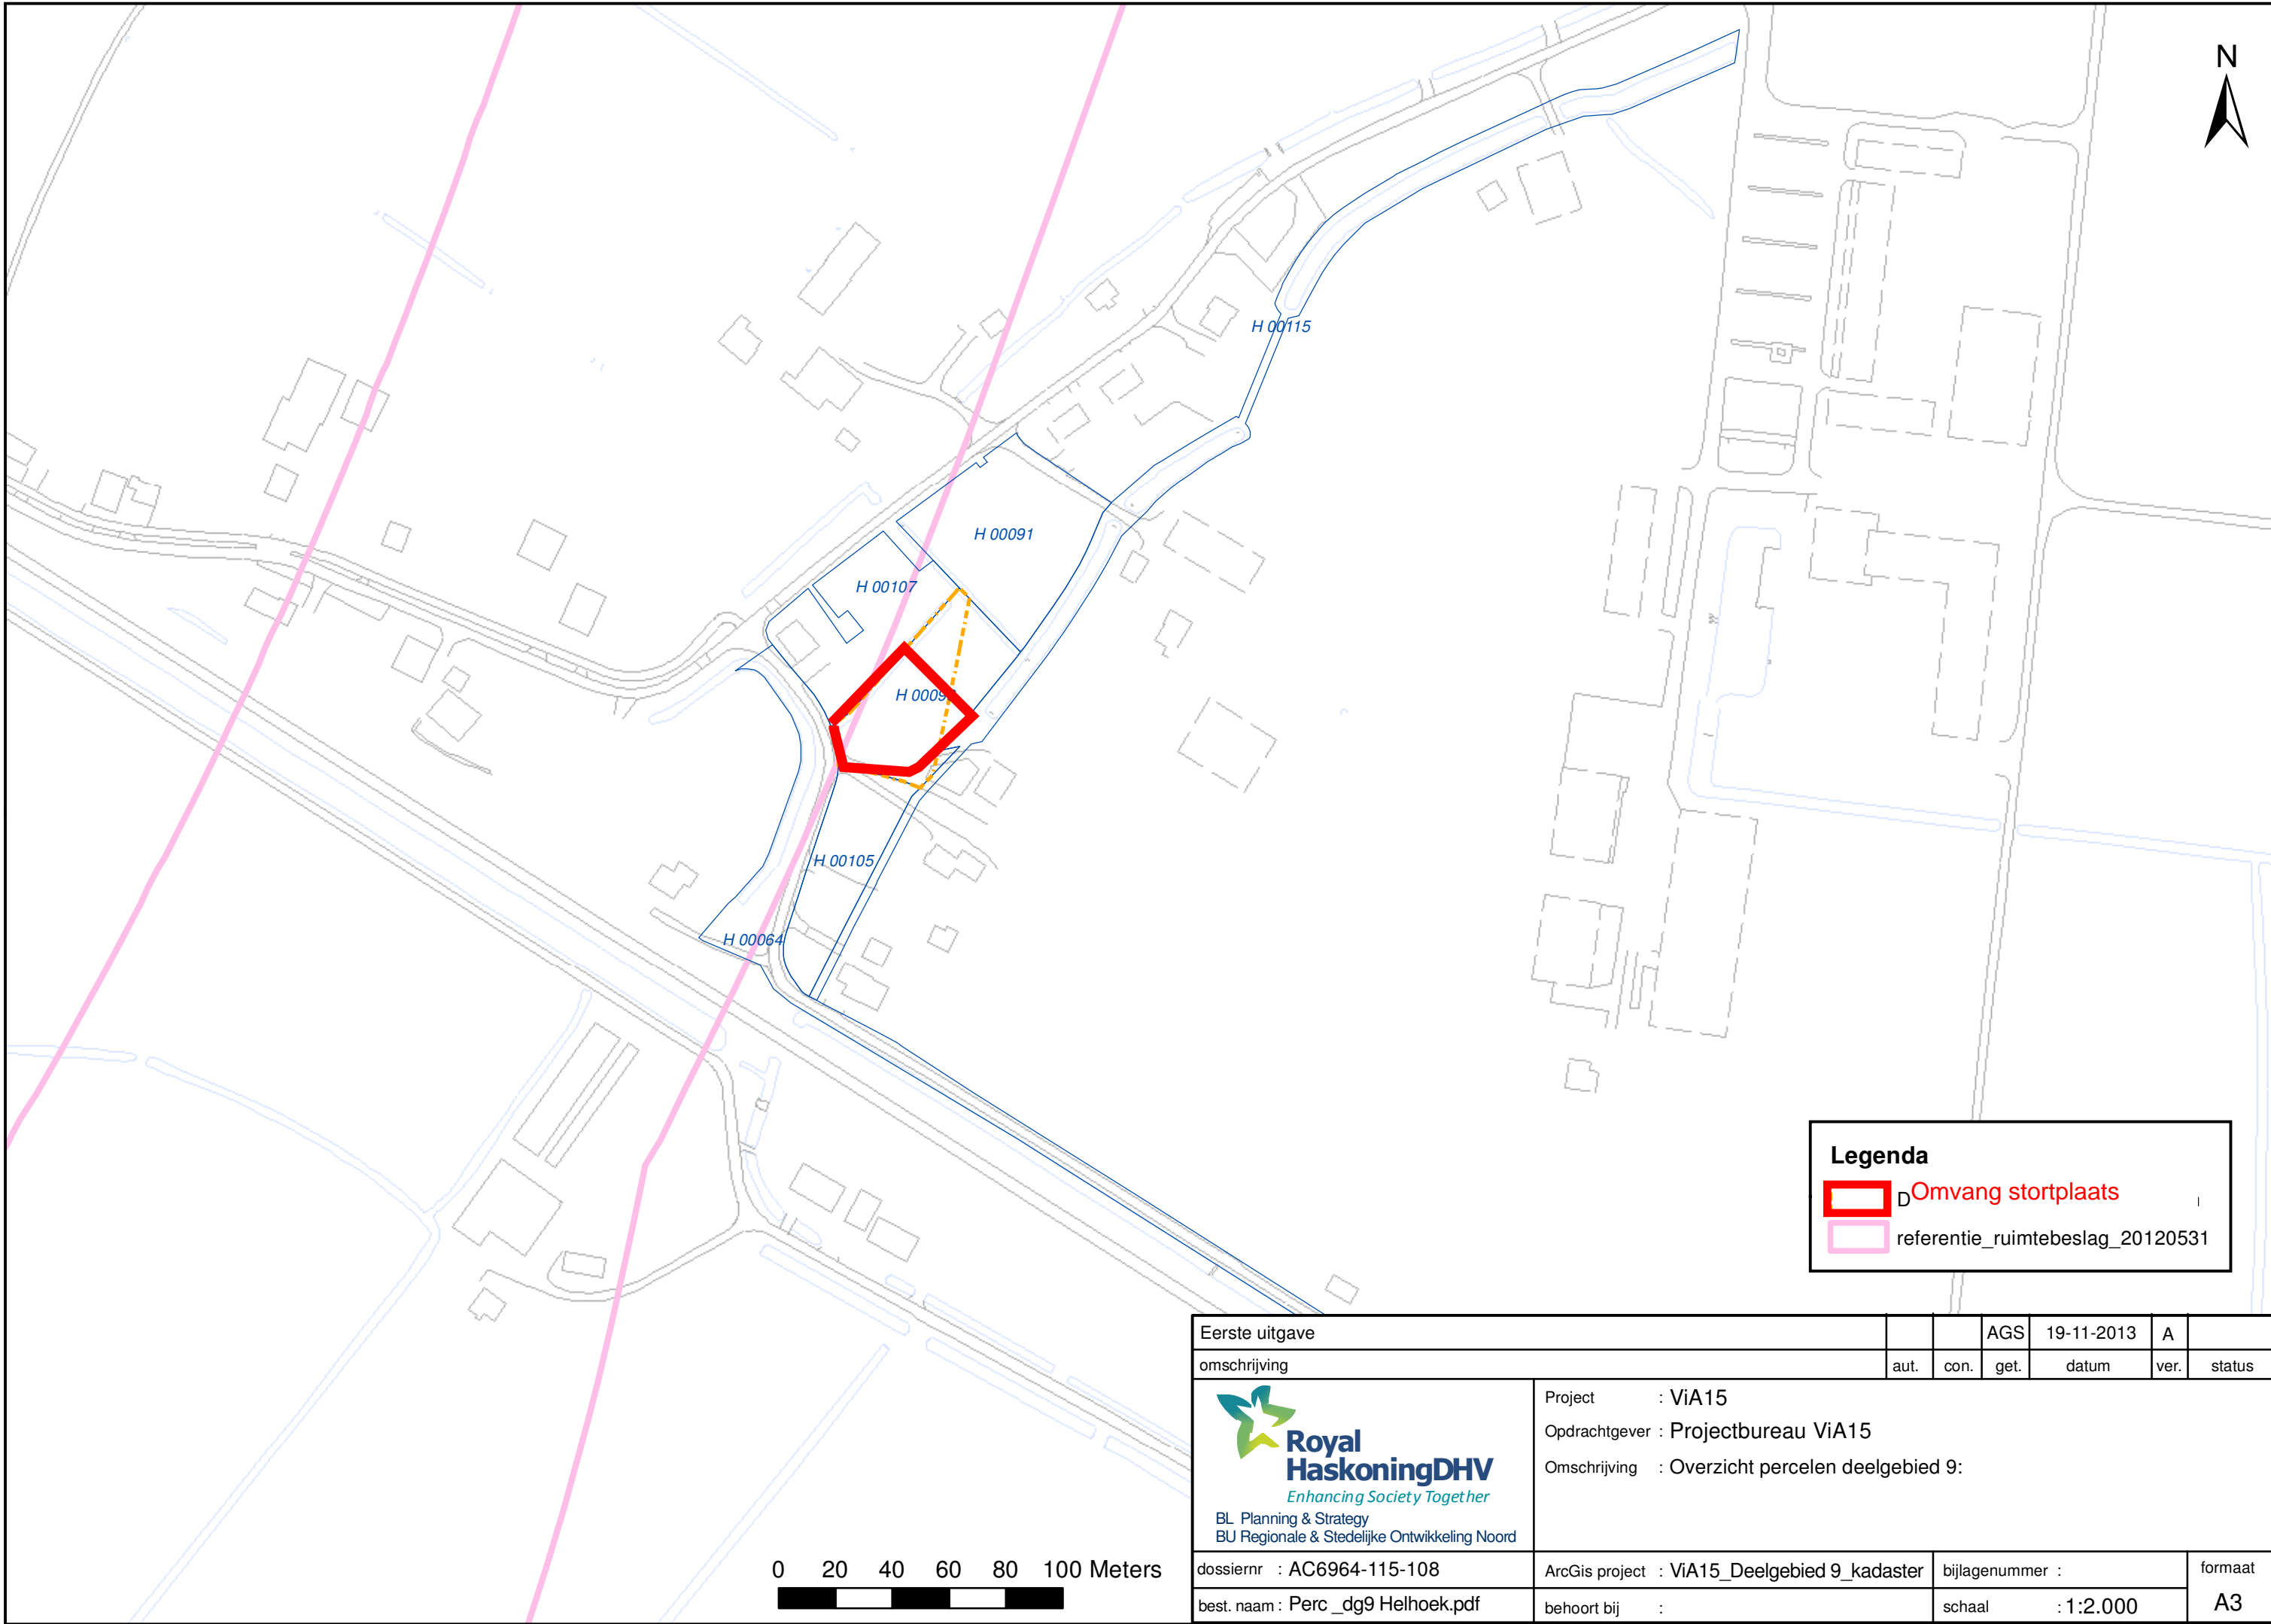 N
H 00115
H 00091
H 00107
H 0009
H 00105
H 00064
Legenda
D Omvang stortplaats
referentie_ruimtebeslag_20120531
Eerste uitgave AGS 19-11-2013 A
omschrijving aut. con. get. datum ver. status
Royal
HaskoningDHV
Enhancing Society Together
BL Planning & Strategy
BU Regionale & Stedelijke Ontwikkeling Noord
Project : ViA15
Opdrachtgever : Projectbureau ViA15
Omschrijving : Overzicht percelen deelgebied 9:
0 20 40 60 80 100 Meters
dossiernr : AC6964-115-108
ArcGis project : ViA15_Deelgebied 9_kadaster
bijlagenummer :
formaat
best. naam : Perc _dg9 Helhoek.pdf
behoort bij :
schaal : 1:2.000
A3